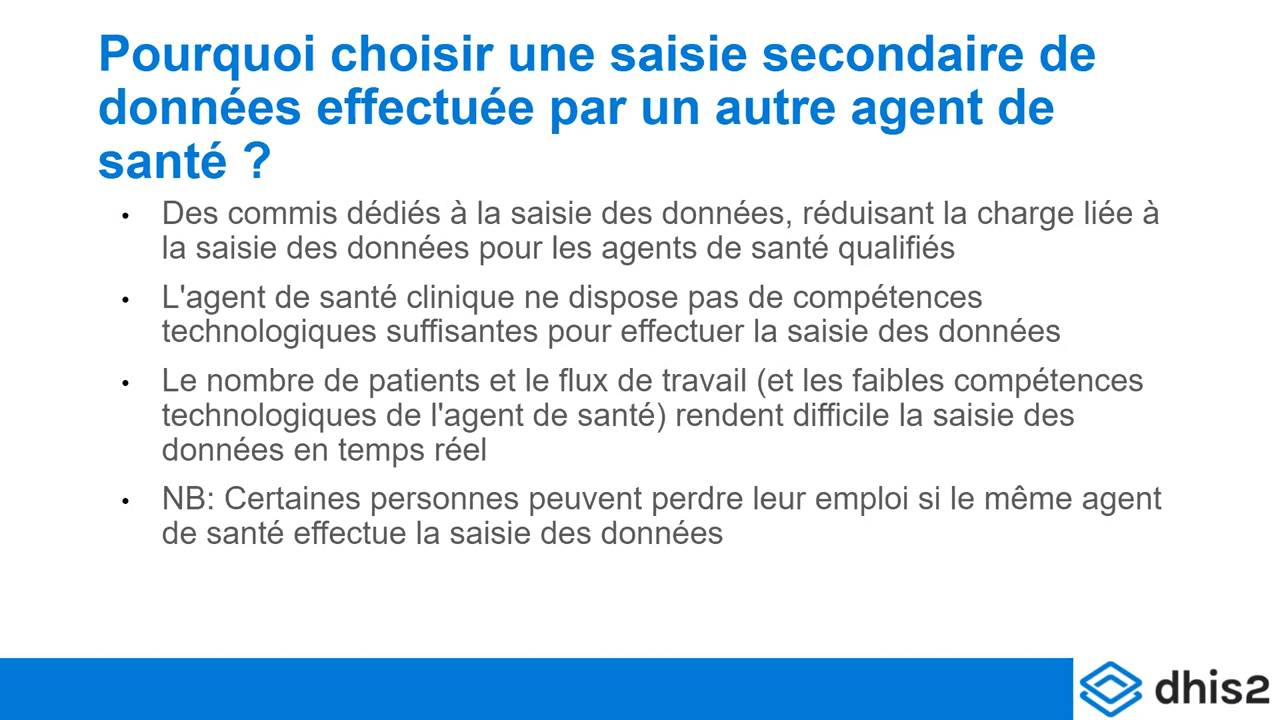 Pourquoi choisir une saisie secondaire de
données effectuée par un autre agent de
santé ?
• Des commis dédiés à la saisie des données, réduisant la charge liée à
la saisie des données pour les agents de santé qualifiés
• L'agent de santé clinique ne dispose pas de compétences
technologiques suffisantes pour effectuer la saisie des données
• Le nombre de patients et le flux de travail (et les faibles compétences
technologiques de l'agent de santé) rendent difficile la saisie des
données en temps réel
• NB: Certaines personnes peuvent perdre leur emploi si le même agent
de santé effectue la saisie des données
dhis2